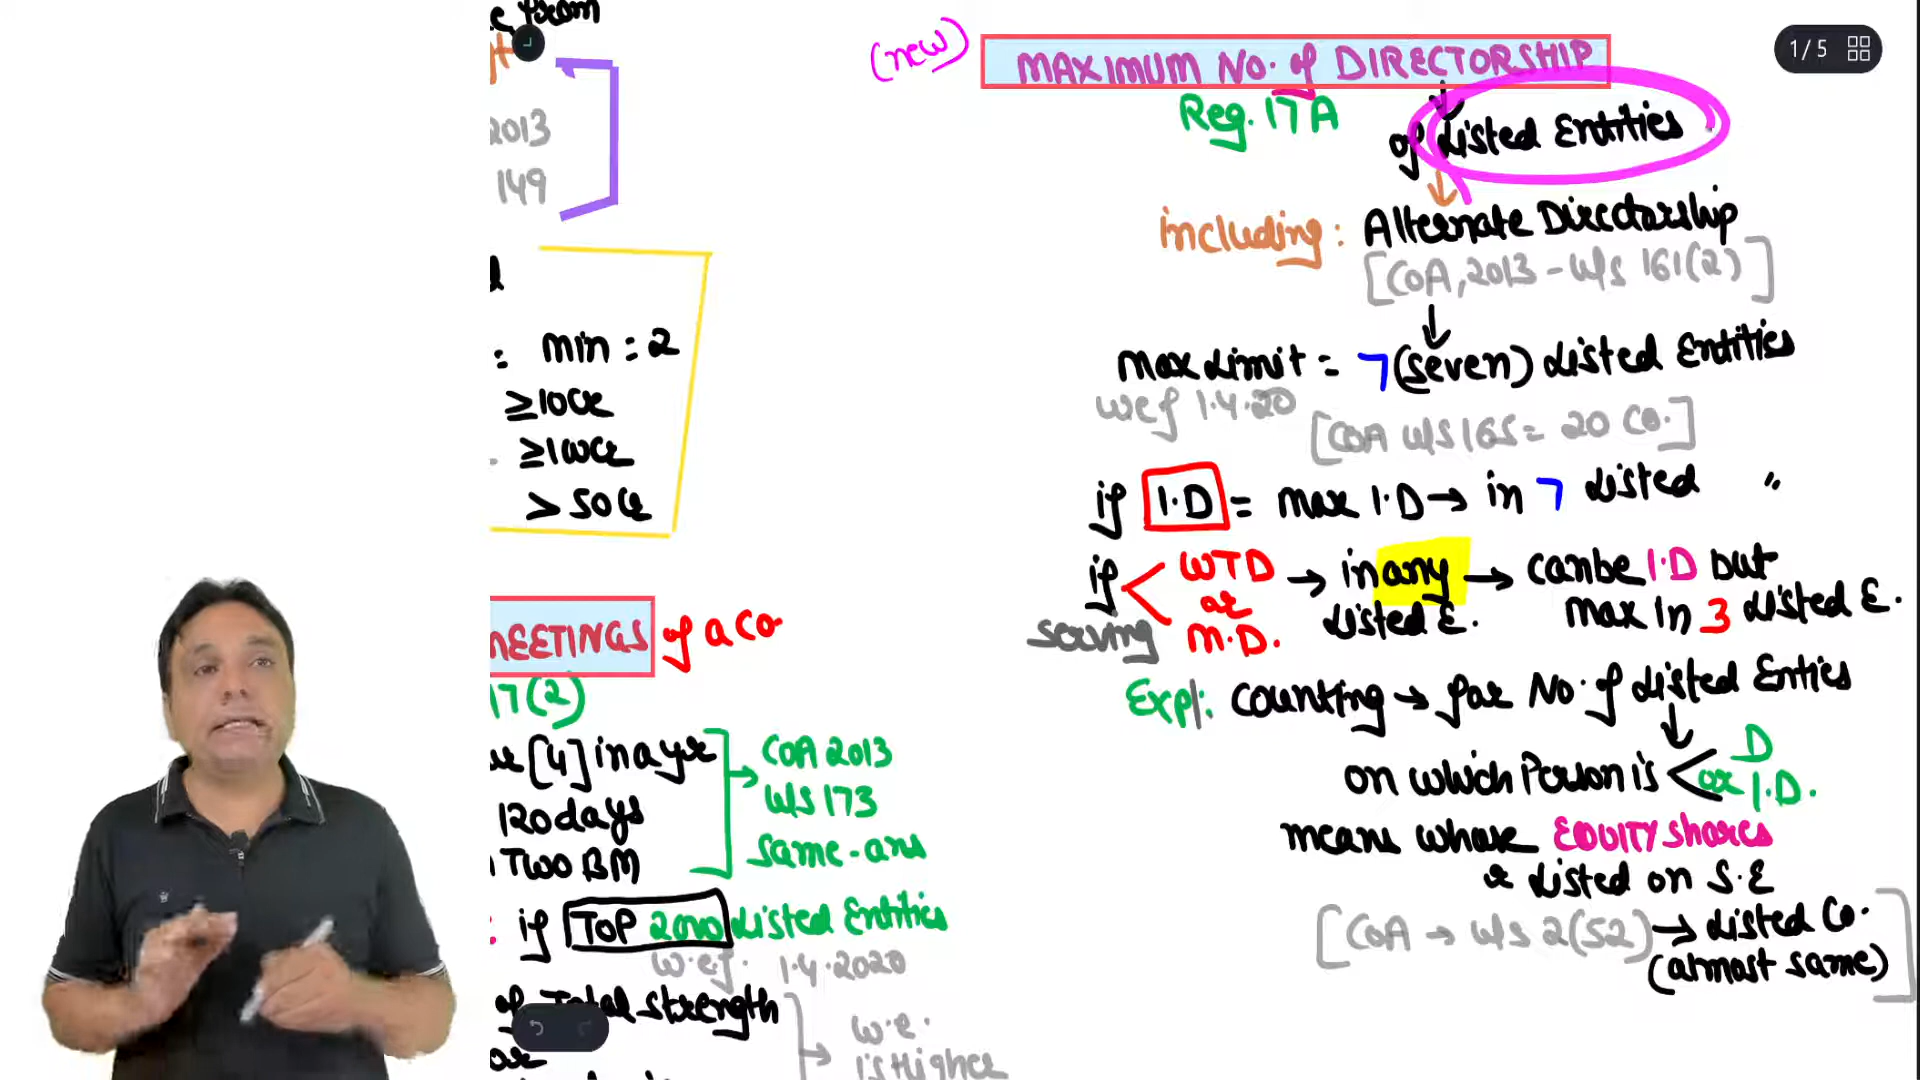 2013
149
min = 2
≥10Cr
≥100Cr
> 50Cr
MEETINGS of a Co
17(2)
[4] in a yr
120 days
Two BM
COA 2013
U/S 173
Same-ans
if TOP 2000 Listed Entities
w.e.f. 1.4.2020
of Total strength
or
w.e.
is Higher
(new)
MAXIMUM No. of DIRECTORSHIP
Reg. 17A
of Listed Entities
including: Alternate Directorship
[COA, 2013 - U/S 161(2)]
max Limit = 7 (seven) Listed Entities
wef 1.4.20
[COA U/S 165 = 20 Co.]
if I.D = max I.D → in 7 Listed "
if WTD → in any → can be I.D but
or Listed E. max in 3 Listed E.
serving M.D.
Expl: counting → for No. of Listed Enties
on which Person is < D
or I.D.
means whose EQUITY shares
r Listed on S.E
[COA → U/S 2(52) → Listed Co.
(almost same)]
1/5